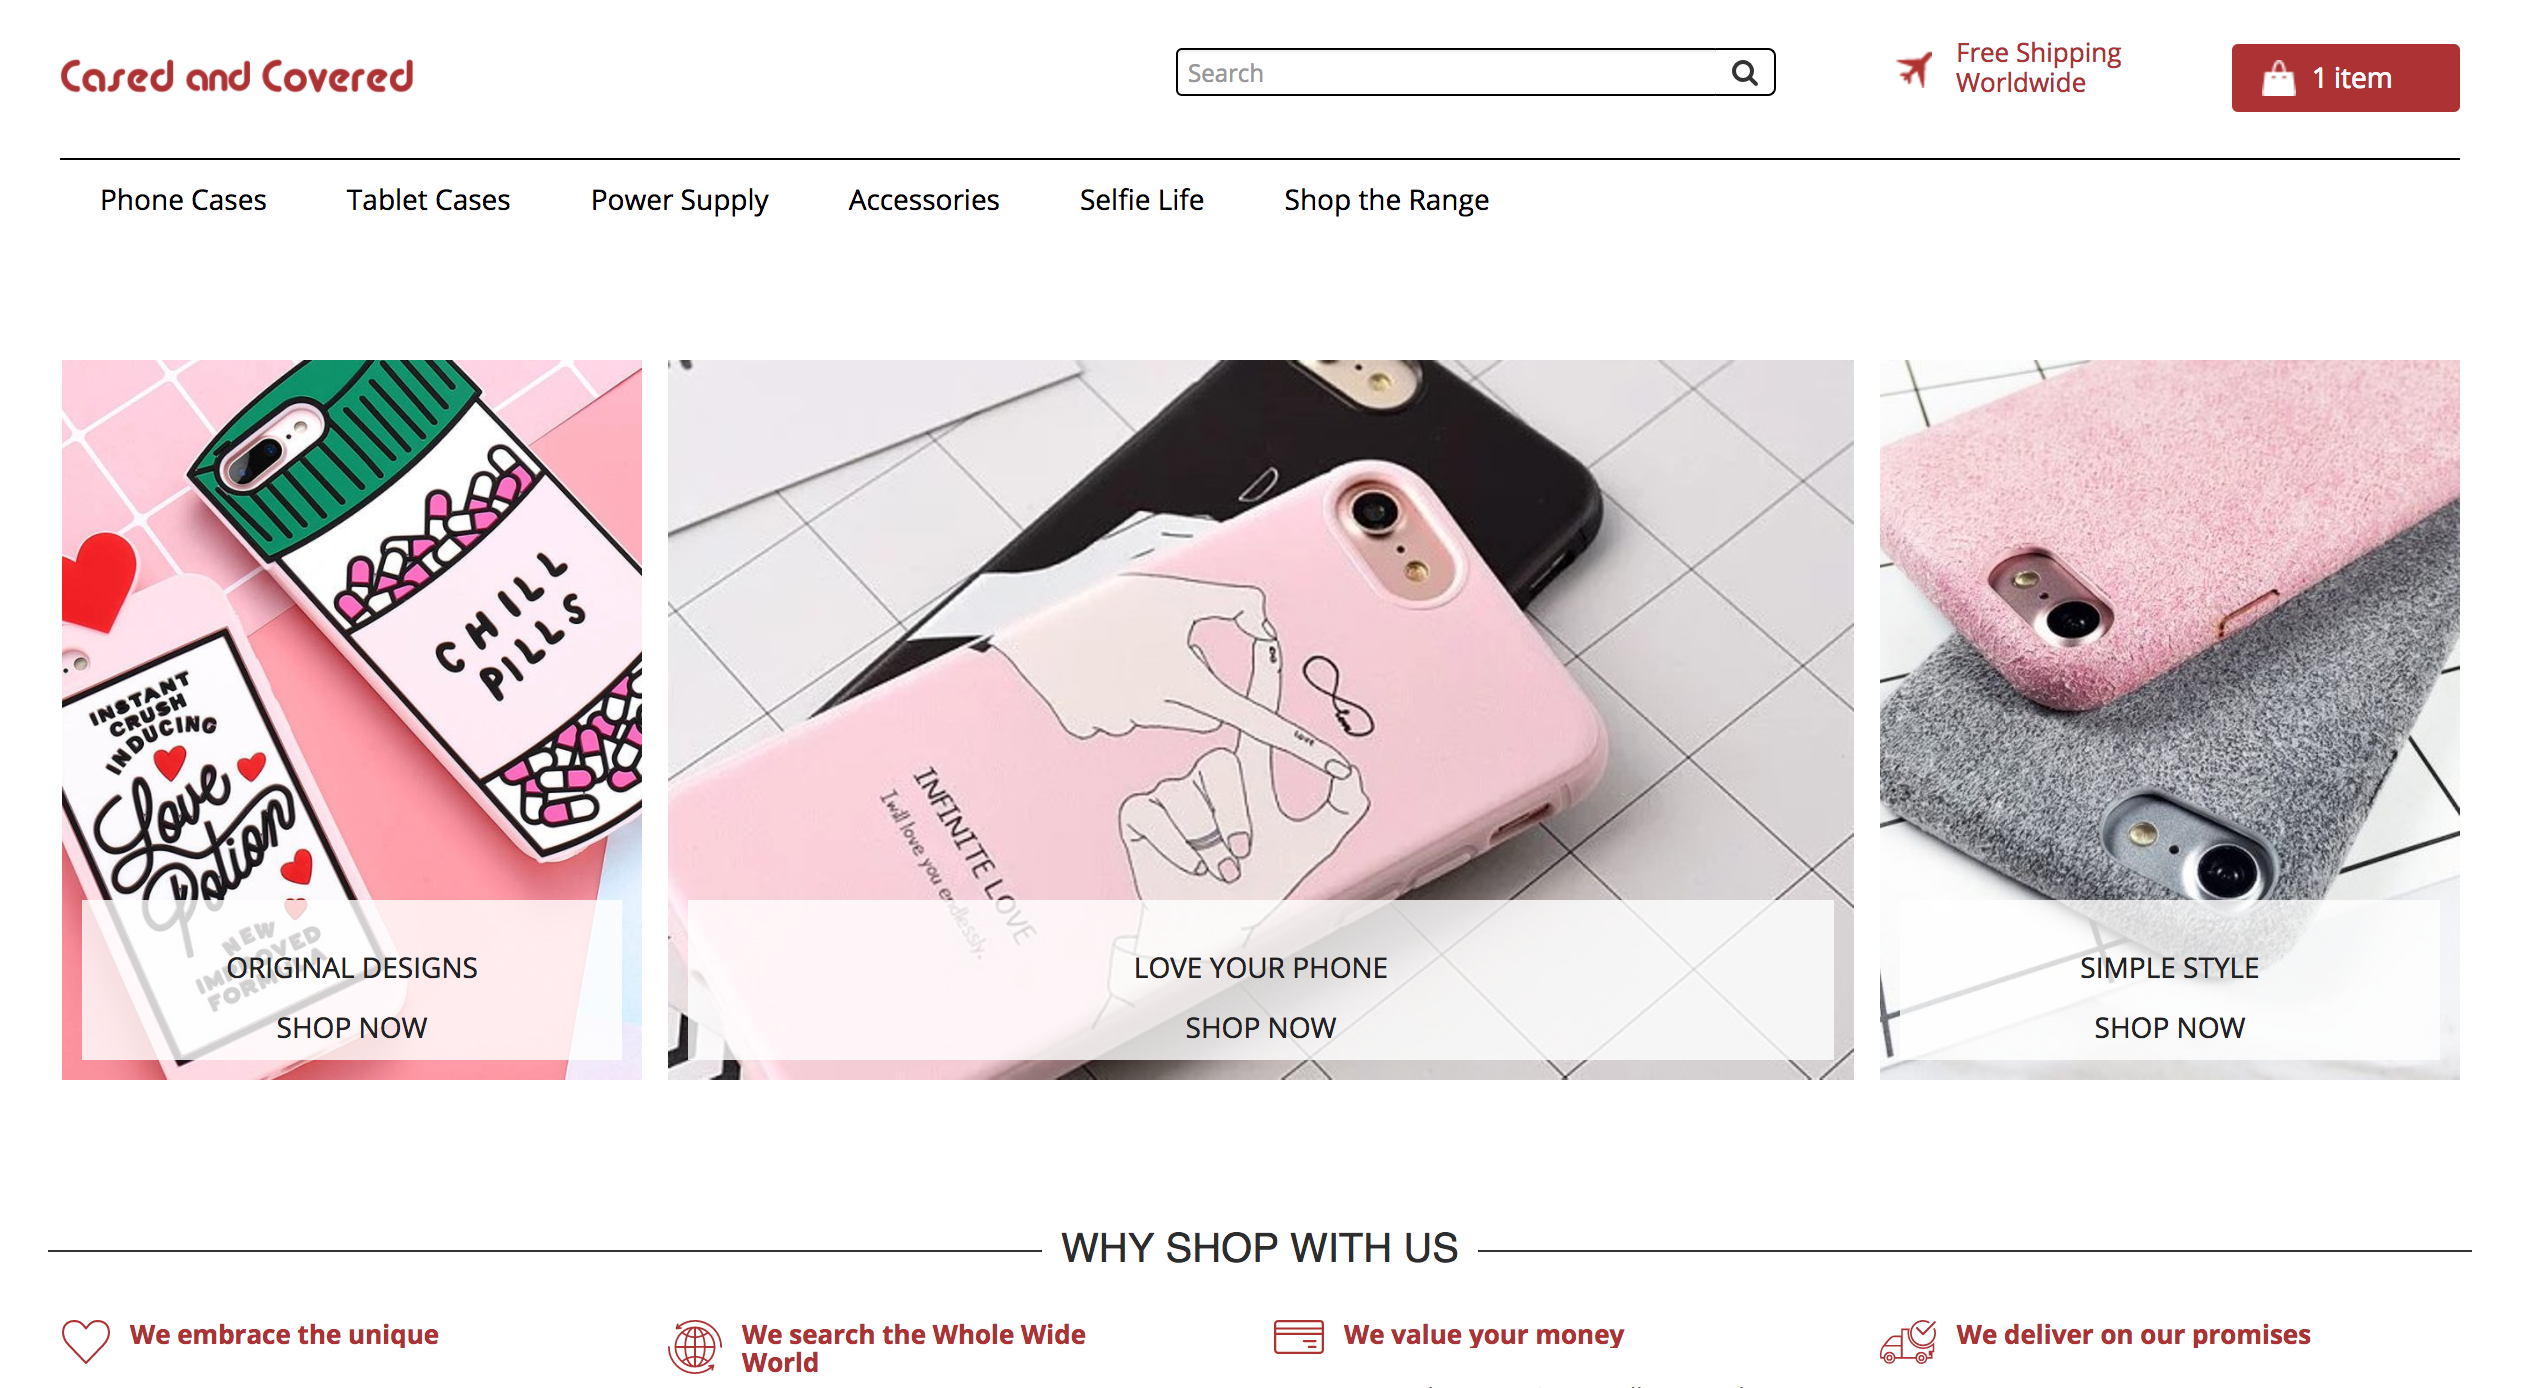 Cased and Covered
Search
Free Shipping
Worldwide
1 item
Phone Cases
Tablet Cases
Power Supply
Accessories
Selfie Life
Shop the Range
CHILL
PILLS
INSTANT
CRUSH
INDUCING
Love
Potion
NEW
IMPROVED
FORMULA
ORIGINAL DESIGNS
SHOP NOW
love
INFINITE LOVE
I will love you endlessly.
LOVE YOUR PHONE
SHOP NOW
SIMPLE STYLE
SHOP NOW
WHY SHOP WITH US
We embrace the unique
We search the Whole Wide
World
We value your money
We deliver on our promises